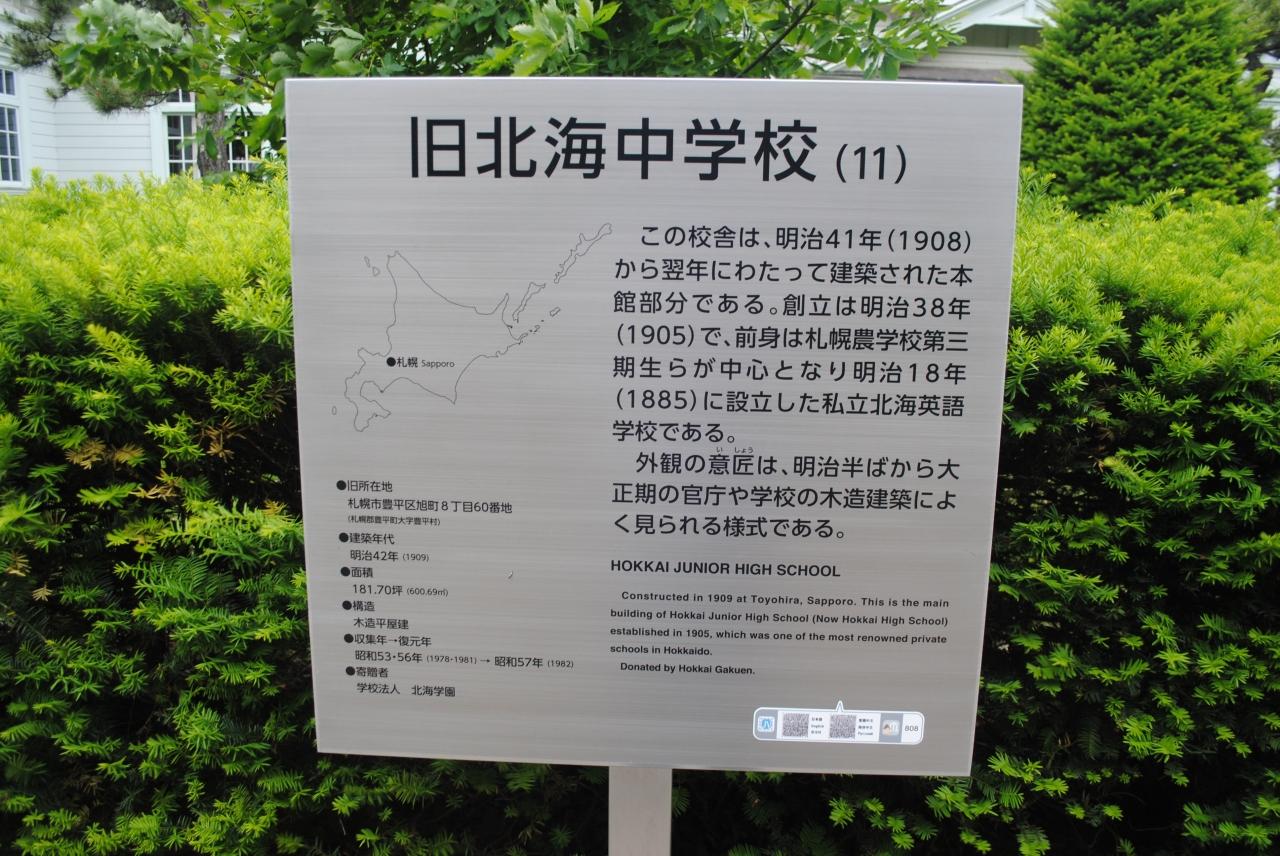 旧北海中学校 (11)
●札幌 Sapporo
●旧所在地
札幌市豊平区旭町8丁目60番地
(札幌郡豊平町大字豊平村)
●建築年代
明治42年 (1909)
●面積
181.70坪 (600.69㎡)
●構造
木造平屋建
●収集年→復元年
昭和53・56年 (1978・1981) → 昭和57年 (1982)
●寄贈者
学校法人 北海学園
この校舎は、明治41年(1908)
から翌年にわたって建築された本
館部分である。創立は明治38年
(1905)で、前身は札幌農学校第三
期生らが中心となり明治18年
(1885)に設立した私立北海英語
学校である。
い しょう
外観の意匠は、明治半ばから大
正期の官庁や学校の木造建築によ
く見られる様式である。
HOKKAI JUNIOR HIGH SCHOOL
Constructed in 1909 at Toyohira, Sapporo. This is the main
building of Hokkai Junior High School (Now Hokkai High School)
established in 1905, which was one of the most renowned private
schools in Hokkaido.
Donated by Hokkai Gakuen.
日本語
English
808